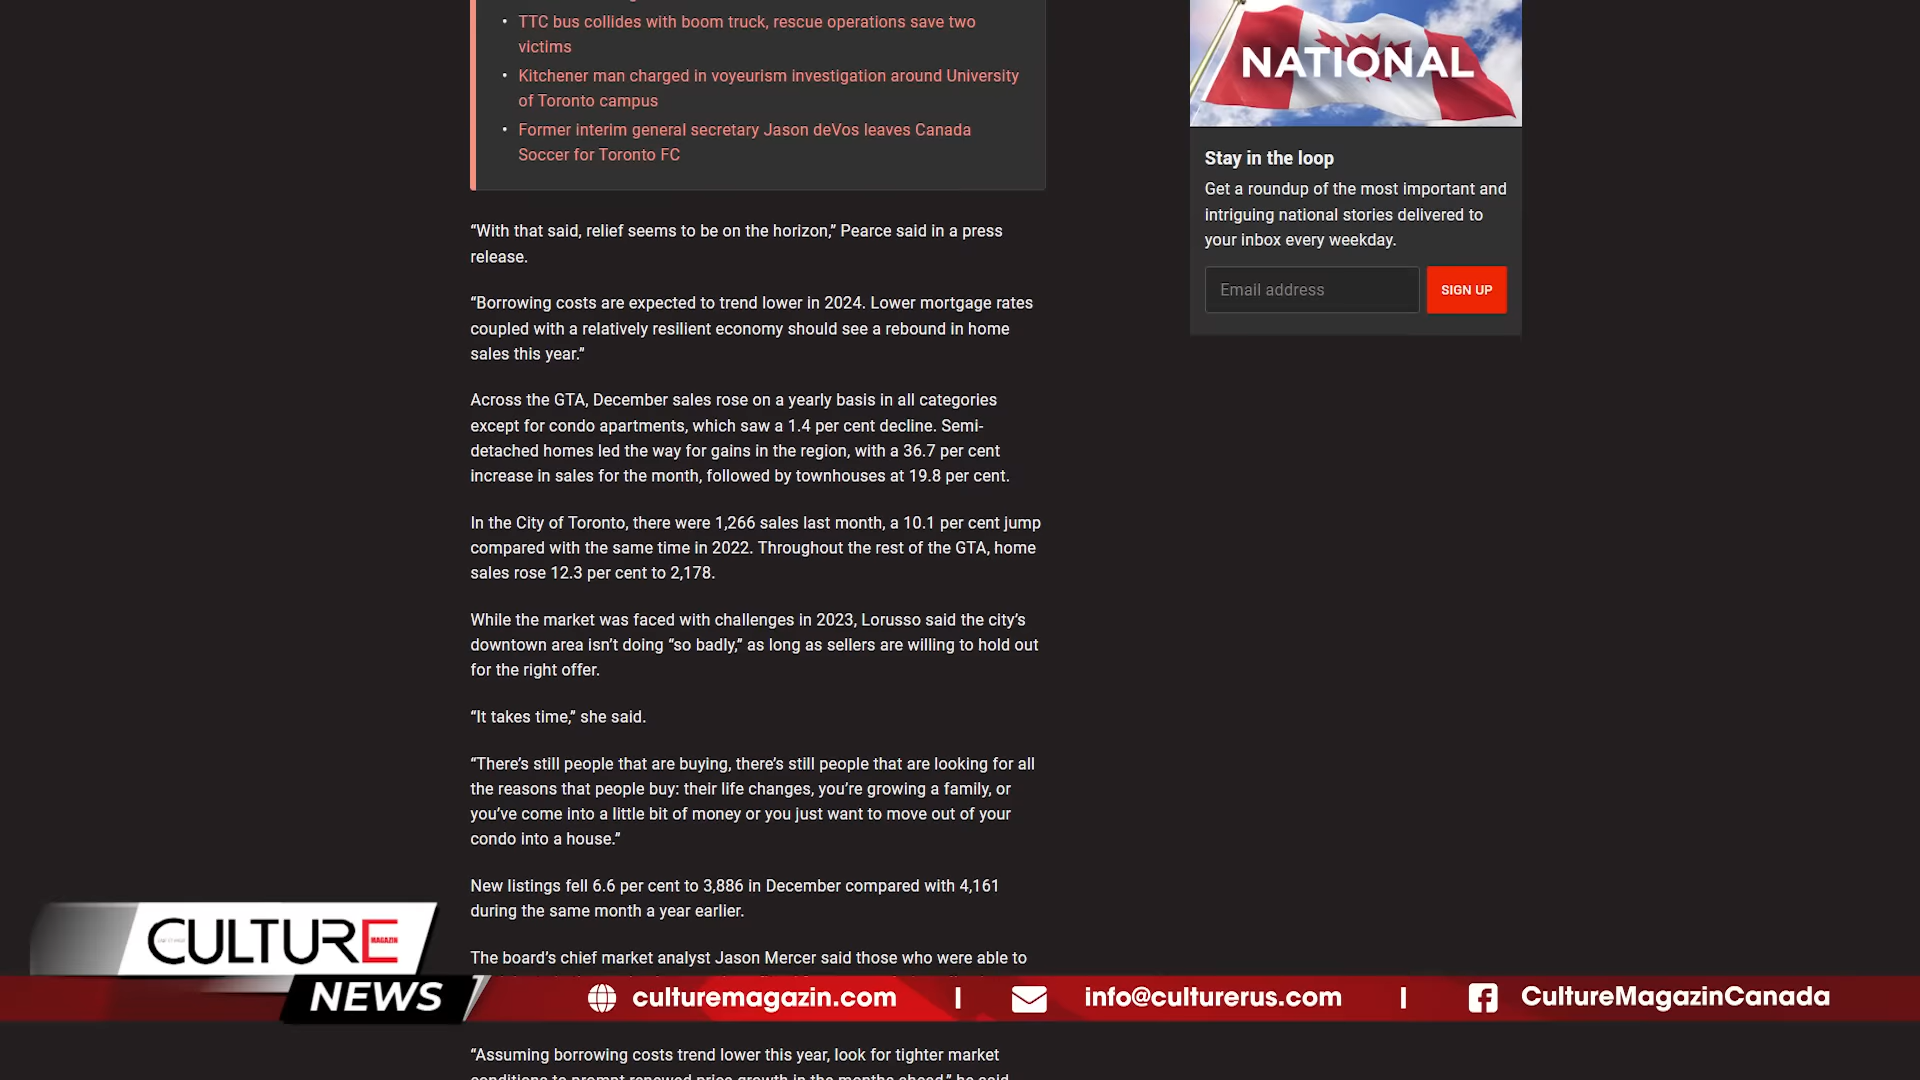 • TTC bus collides with boom truck, rescue operations save two
victims
• Kitchener man charged in voyeurism investigation around University
of Toronto campus
• Former interim general secretary Jason deVos leaves Canada
Soccer for Toronto FC
“With that said, relief seems to be on the horizon,” Pearce said in a press
release.
“Borrowing costs are expected to trend lower in 2024. Lower mortgage rates
coupled with a relatively resilient economy should see a rebound in home
sales this year.”
Across the GTA, December sales rose on a yearly basis in all categories
except for condo apartments, which saw a 1.4 per cent decline. Semi-
detached homes led the way for gains in the region, with a 36.7 per cent
increase in sales for the month, followed by townhouses at 19.8 per cent.
In the City of Toronto, there were 1,266 sales last month, a 10.1 per cent jump
compared with the same time in 2022. Throughout the rest of the GTA, home
sales rose 12.3 per cent to 2,178.
While the market was faced with challenges in 2023, Lorusso said the city’s
downtown area isn’t doing “so badly,” as long as sellers are willing to hold out
for the right offer.
“It takes time,” she said.
“There’s still people that are buying, there’s still people that are looking for all
the reasons that people buy: their life changes, you’re growing a family, or
you’ve come into a little bit of money or you just want to move out of your
condo into a house.”
New listings fell 6.6 per cent to 3,886 in December compared with 4,161
during the same month a year earlier.
The board’s chief market analyst Jason Mercer said those who were able to
“Assuming borrowing costs trend lower this year, look for tighter market
conditions to prompt renewed price growth in the months ahead,” he said.
NATIONAL
Stay in the loop
Get a roundup of the most important and
intriguing national stories delivered to
your inbox every weekday.
Email address
SIGN UP
CULTURE
MAGAZIN
NEWS
culturemagazin.com | info@culturerus.com | CultureMagazinCanada